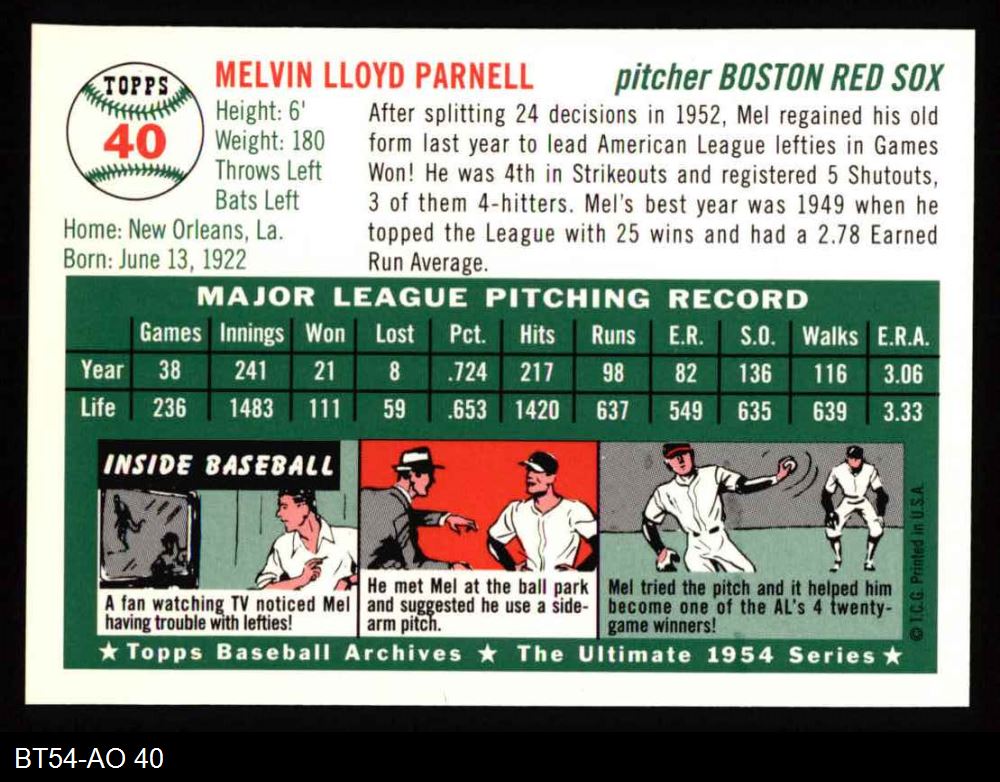 TOPPS
40
MELVIN LLOYD PARNELL
pitcher BOSTON RED SOX
Height: 6'
Weight: 180
Throws Left
Bats Left
Home: New Orleans, La.
Born: June 13, 1922
After splitting 24 decisions in 1952, Mel regained his old
form last year to lead American League lefties in Games
Won! He was 4th in Strikeouts and registered 5 Shutouts,
3 of them 4-hitters. Mel's best year was 1949 when he
topped the League with 25 wins and had a 2.78 Earned
Run Average.
MAJOR LEAGUE PITCHING RECORD
Games Innings Won Lost Pct. Hits Runs E.R. S.O. Walks E.R.A.
Year 38 241 21 8 .724 217 98 82 136 116 3.06
Life 236 1483 111 59 .653 1420 637 549 635 639 3.33
INSIDE BASEBALL
A fan watching TV noticed Mel
having trouble with lefties!
He met Mel at the ball park
and suggested he use a side-
arm pitch.
Mel tried the pitch and it helped him
become one of the AL's 4 twenty-
game winners!
© T.C.G. Printed in U.S.A.
★ Topps Baseball Archives ★ The Ultimate 1954 Series ★
BT54-AO 40